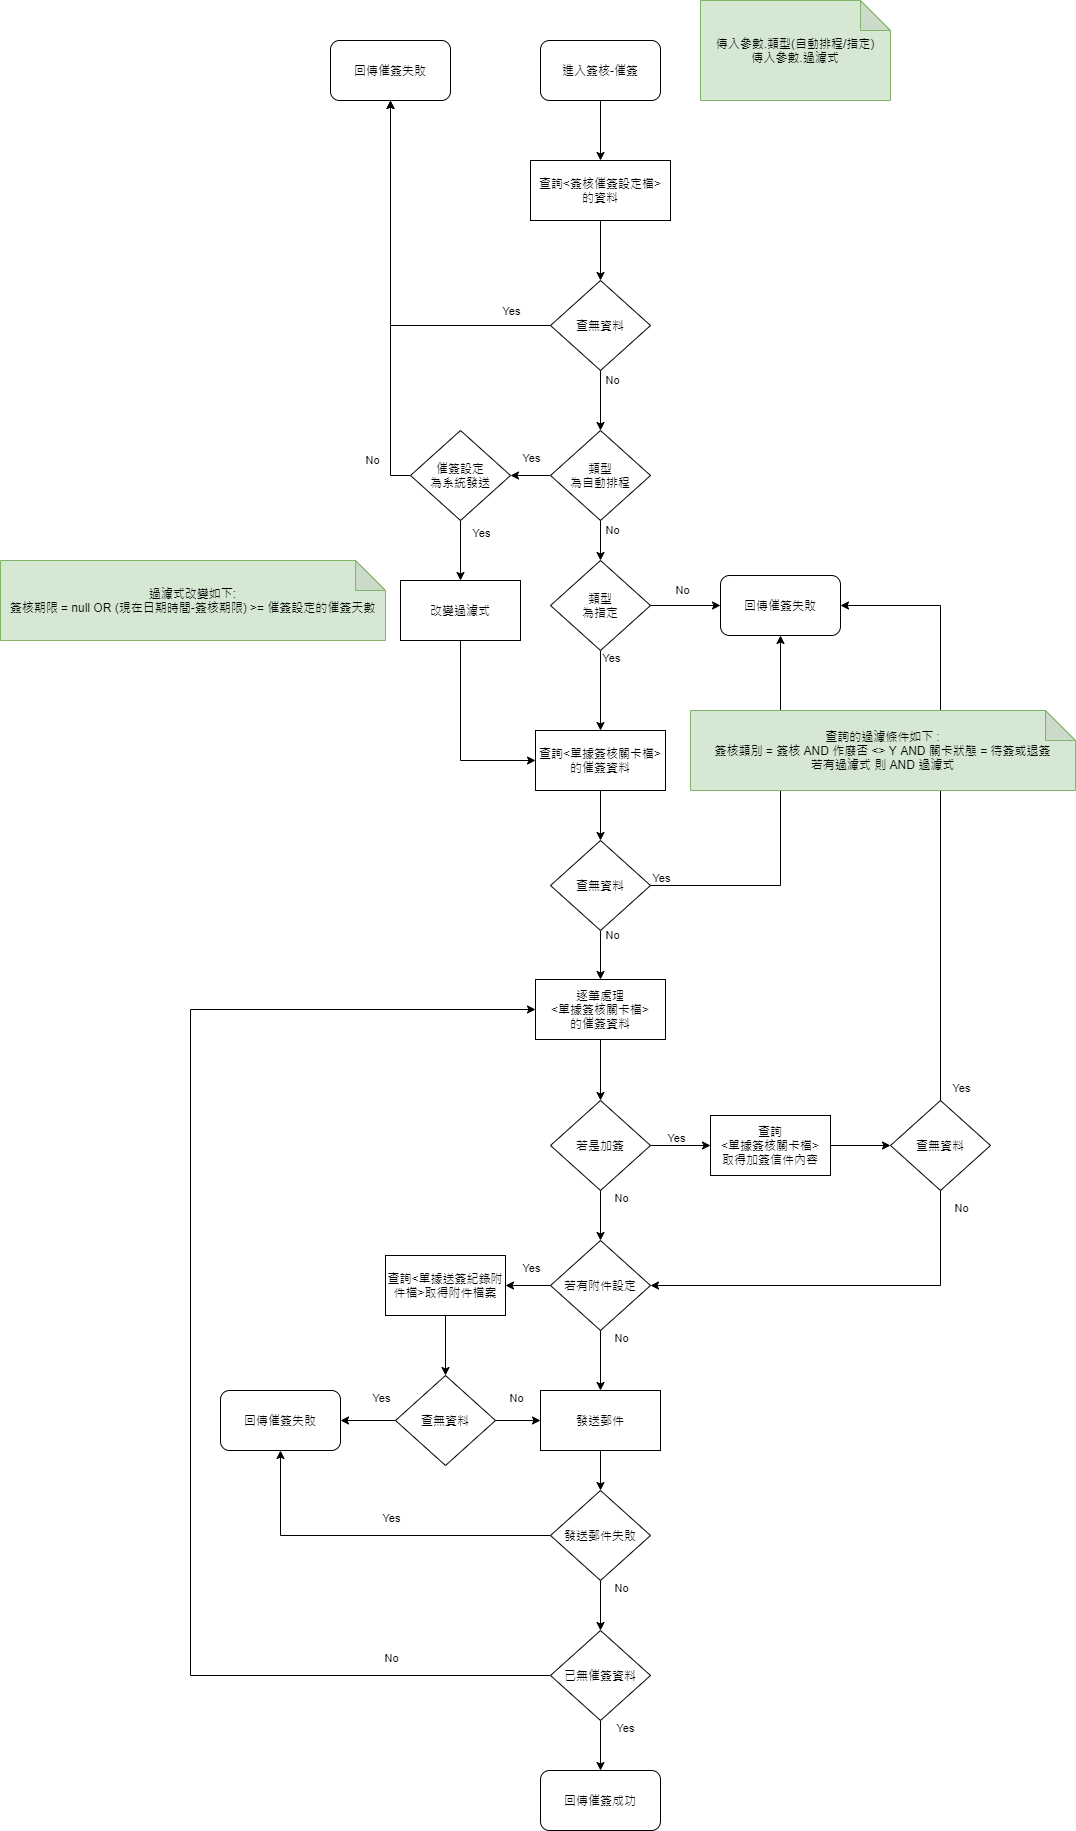 傳入參數.類型(自動排程/指定)
傳入參數.過濾式
回傳催簽失敗
進入簽核-催簽
查詢<簽核催簽設定檔>
的資料
Yes
查無資料
No
催簽設定
為系統發送
No
Yes
類型
為自動排程
Yes
No
過濾式改變如下:
簽核期限 = null OR (現在日期時間-簽核期限) >= 催簽設定的催簽天數
改變過濾式
類型
為指定
No
回傳催簽失敗
Yes
查詢<單據簽核關卡檔>
的催簽資料
查詢的過濾條件如下 :
簽核類別 = 簽核 AND 作廢否 <> Y AND 關卡狀態 = 待簽或退簽
若有過濾式 則 AND 過濾式
查無資料
Yes
No
逐筆處理
<單據簽核關卡檔>
的催簽資料
若是加簽
Yes
查詢
<單據簽核關卡檔>
取得加簽信件內容
Yes
查無資料
No
No
查詢<單據送簽紀錄附
件檔>取得附件檔案
Yes
若有附件設定
No
回傳催簽失敗
Yes
查無資料
No
發送郵件
Yes
發送郵件失敗
No
No
已無催簽資料
Yes
回傳催簽成功